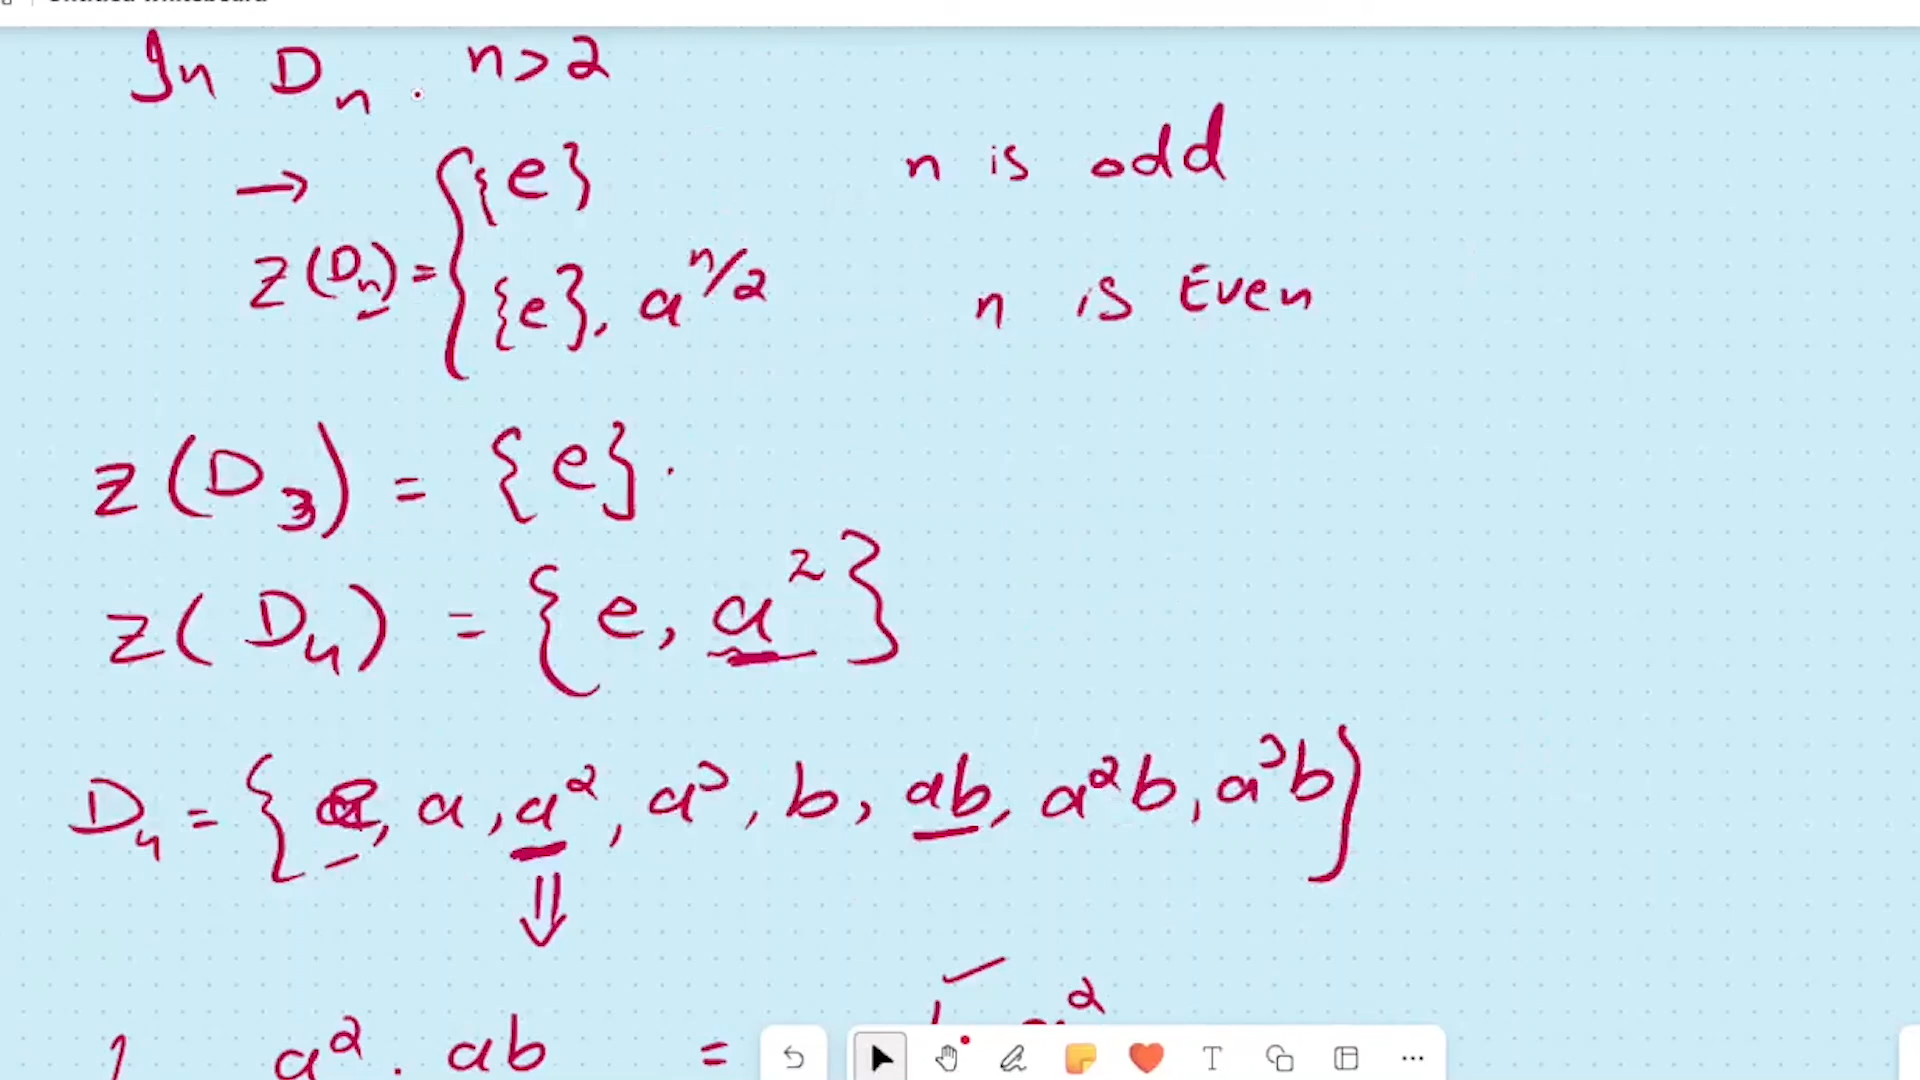 In Dn . n>2
→ {e} n is odd
Z(Dn) = { {e}, a^n/2 n is Even
Z(D3) = {e}.
Z(D4) = {e, a²}
D4 = {e, a, a², a³, b, ab, a²b, a³b}
⇓
a² . ab =
T